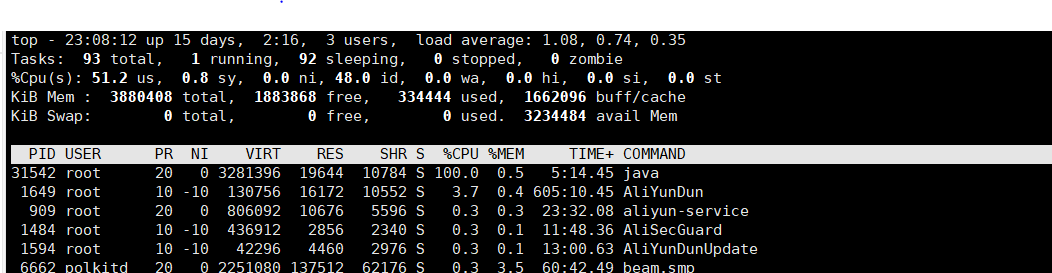 top - 23:08:12 up 15 days,  2:16,  3 users,  load average: 1.08, 0.74, 0.35
Tasks:  93 total,   1 running,  92 sleeping,   0 stopped,   0 zombie
%Cpu(s): 51.2 us,  0.8 sy,  0.0 ni, 48.0 id,  0.0 wa,  0.0 hi,  0.0 si,  0.0 st
KiB Mem :  3880408 total,  1883868 free,   334444 used,  1662096 buff/cache
KiB Swap:        0 total,        0 free,        0 used.  3234484 avail Mem
  PID USER      PR  NI    VIRT    RES    SHR S  %CPU %MEM     TIME+ COMMAND
31542 root      20   0 3281396  19644  10784 S 100.0  0.5   5:14.45 java
 1649 root      10 -10  130756  16172  10552 S   3.7  0.4 605:10.45 AliYunDun
  909 root      20   0  806092  10676   5596 S   0.3  0.3  23:32.08 aliyun-service
 1484 root      10 -10  436912   2856   2340 S   0.3  0.1  11:48.36 AliSecGuard
 1594 root      10 -10   42296   4460   2976 S   0.3  0.1  13:00.63 AliYunDunUpdate
 6662 polkitd   20   0 2251080 137512  62176 S   0.3  3.5  60:42.49 beam.smp